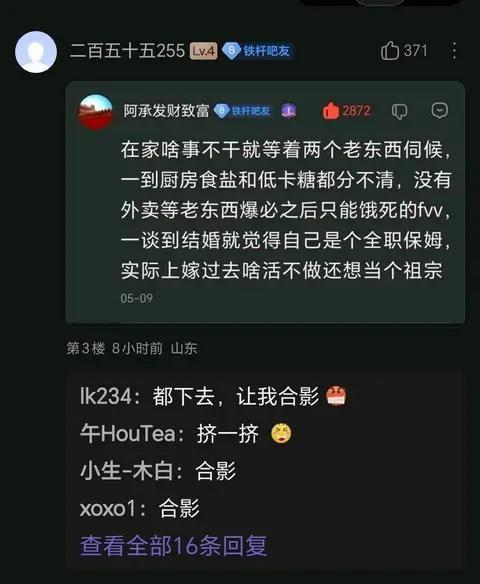 二百五十五255 Lv.4 8 铁杆吧友 371
阿承发财致富 8 铁杆吧友 2872
在家啥事不干就等着两个老东西伺候，
一到厨房食盐和低卡糖都分不清，没有
外卖等老东西爆必之后只能饿死的fvv，
一谈到结婚就觉得自己是个全职保姆，
实际上嫁过去啥活不做还想当个祖宗
05-09
第3楼 8小时前 山东
lk234：都下去，让我合影
午HouTea：挤一挤
小生-木白：合影
xoxo1：合影
查看全部16条回复